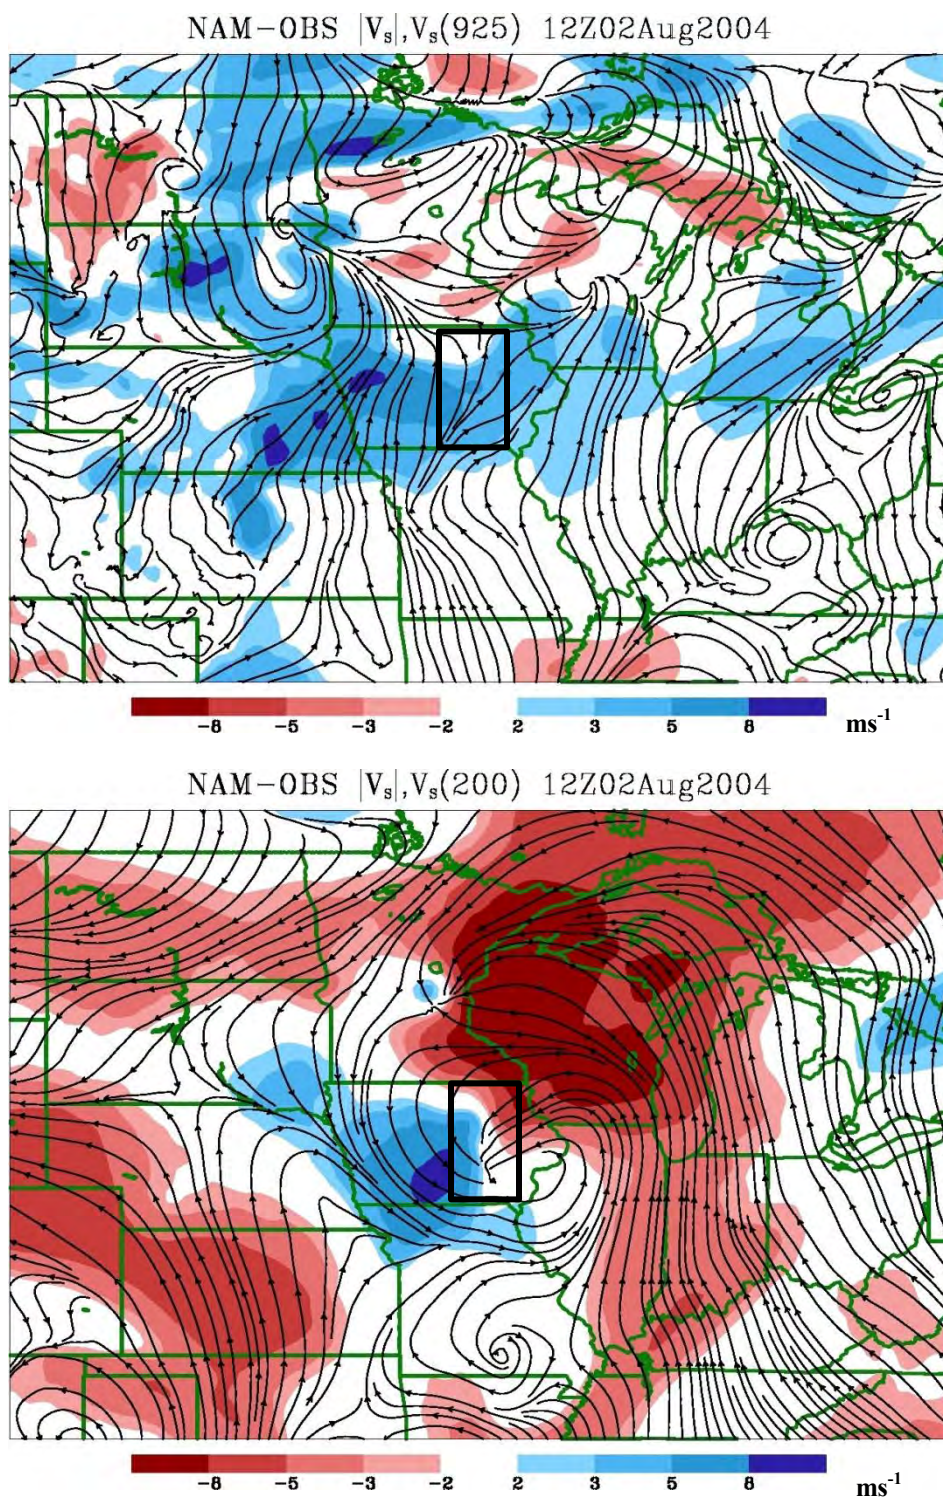 NAM-OBS |Vs|,Vs(925) 12Z02Aug2004
-8 -5 -3 -2 2 3 5 8 ms-1
NAM-OBS |Vs|,Vs(200) 12Z02Aug2004
-8 -5 -3 -2 2 3 5 8 ms-1